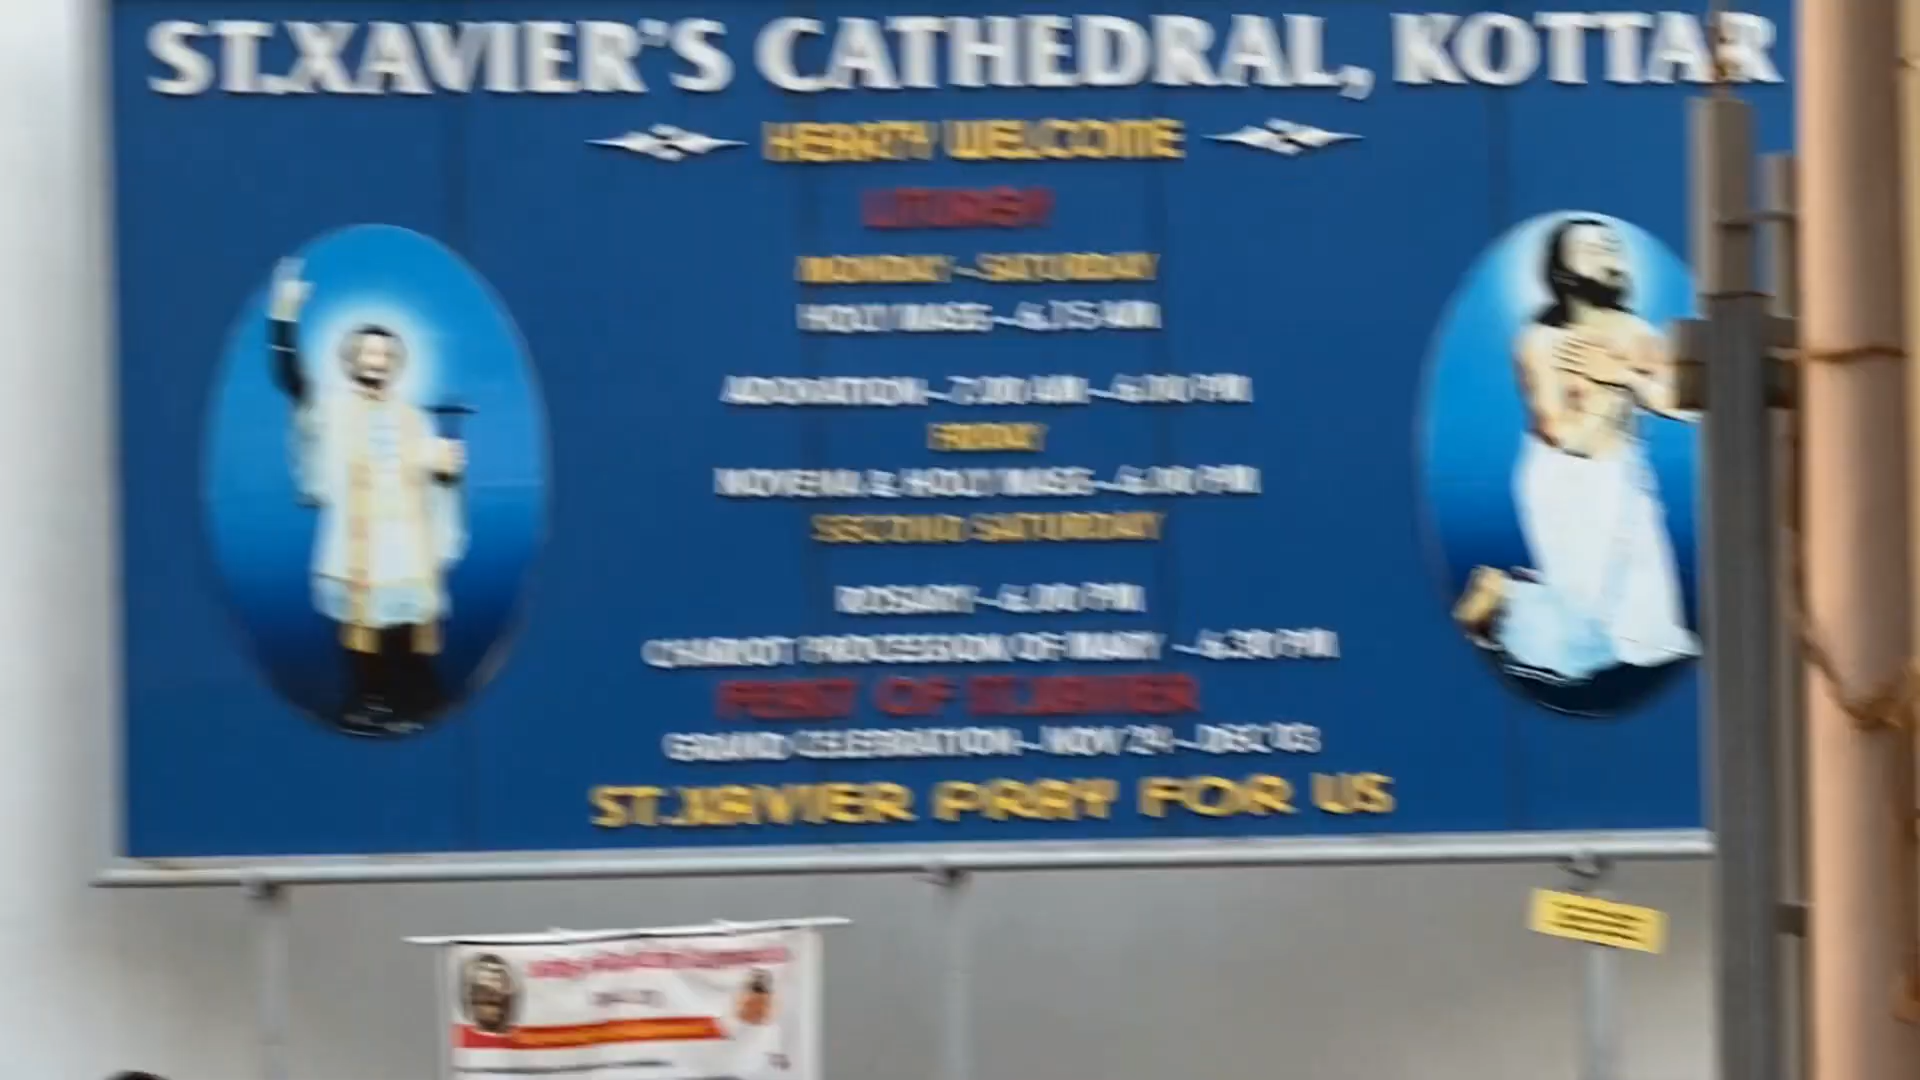 ST.XAVIER'S CATHEDRAL, KOTTAR
HEARTY WELCOME
LITURGY
MONDAY - SATURDAY
HOLY MASS - 6.15 AM
ADORATION - 7.00 AM - 6.00 PM
FRIDAY
NOVENA & HOLY MASS - 6.00 PM
SECOND SATURDAY
ROSARY - 6.00 PM
CHARIOT PROCESSION OF MARY - 6.30 PM
FEAST OF ST.XAVIER
GRAND CELEBRATION - NOV 24 - DEC 03
ST.XAVIER PRAY FOR US